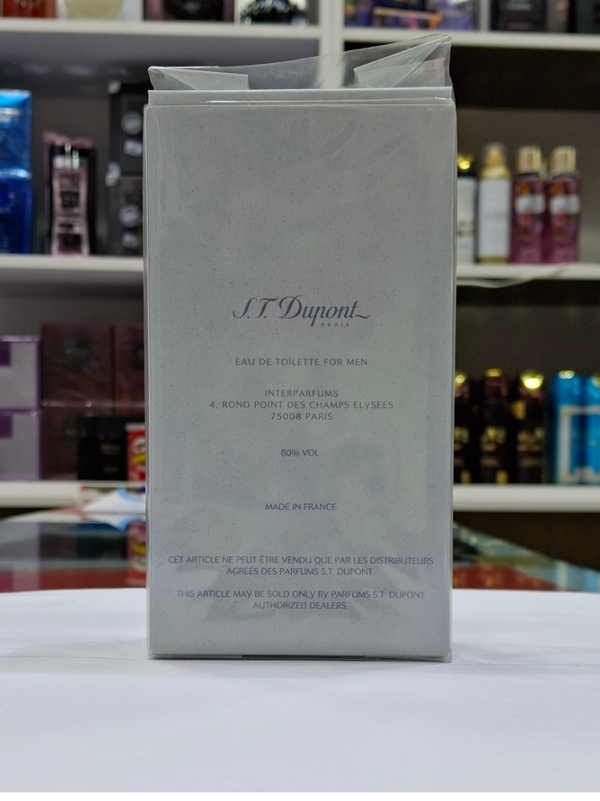 S.T. Dupont
PARIS
EAU DE TOILETTE FOR MEN
INTERPARFUMS
4, ROND POINT DES CHAMPS ELYSEES
75008 PARIS
80% VOL
MADE IN FRANCE
CET ARTICLE NE PEUT ÊTRE VENDU QUE PAR LES DISTRIBUTEURS
AGRÉES DES PARFUMS S.T. DUPONT.
THIS ARTICLE MAY BE SOLD ONLY BY PARFUMS S.T. DUPONT
AUTHORIZED DEALERS.